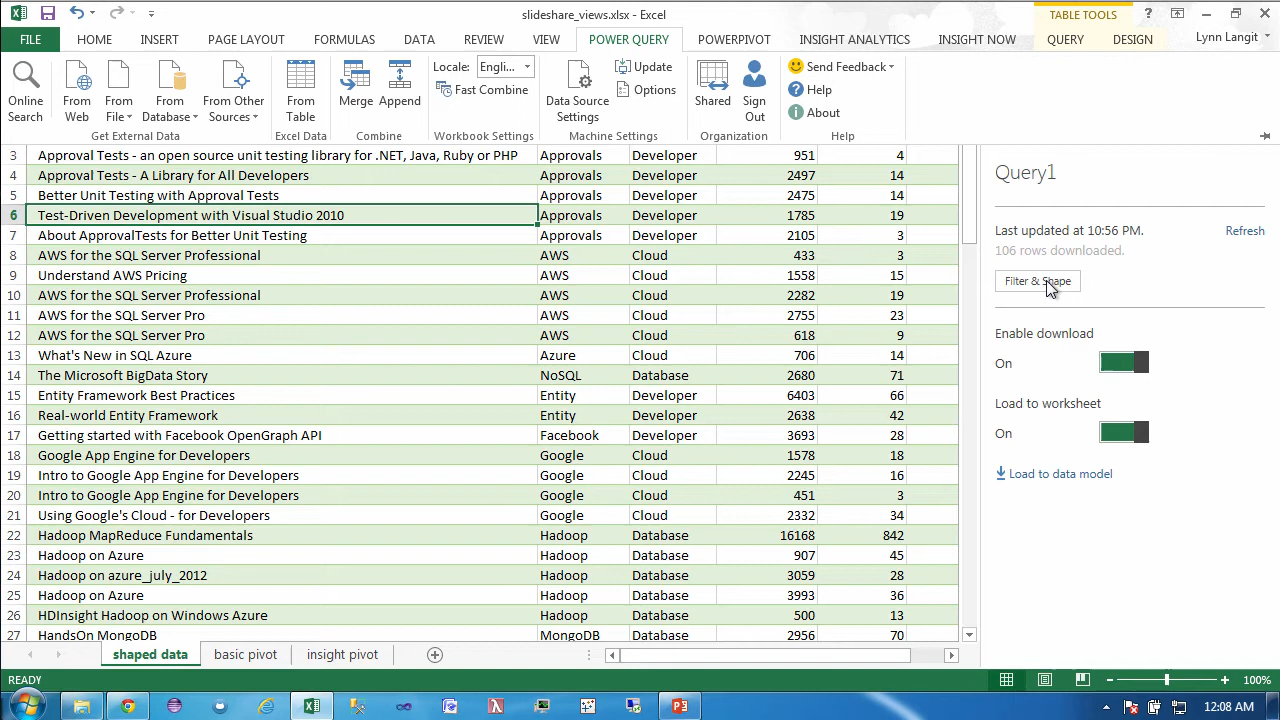 slideshare_views.xlsx - Excel
TABLE TOOLS
?
FILE HOME INSERT PAGE LAYOUT FORMULAS DATA REVIEW VIEW POWER QUERY POWERPIVOT INSIGHT ANALYTICS INSIGHT NOW QUERY DESIGN Lynn Langit
Online Search
From Web
From File
From Database
From Other Sources
Get External Data
From Table
Excel Data
Merge
Append
Combine
Locale: Engli...
Fast Combine
Workbook Settings
Data Source Settings
Update
Options
Machine Settings
Shared
Sign Out
Organization
Send Feedback
Help
About
Help
3 Approval Tests - an open source unit testing library for .NET, Java, Ruby or PHP Approvals Developer 951 4
4 Approval Tests - A Library for All Developers Approvals Developer 2497 14
5 Better Unit Testing with Approval Tests Approvals Developer 2475 14
6 Test-Driven Development with Visual Studio 2010 Approvals Developer 1785 19
7 About ApprovalTests for Better Unit Testing Approvals Developer 2105 3
8 AWS for the SQL Server Professional AWS Cloud 433 3
9 Understand AWS Pricing AWS Cloud 1558 15
10 AWS for the SQL Server Professional AWS Cloud 2282 19
11 AWS for the SQL Server Pro AWS Cloud 2755 23
12 AWS for the SQL Server Pro AWS Cloud 618 9
13 What's New in SQL Azure Azure Cloud 706 14
14 The Microsoft BigData Story NoSQL Database 2680 71
15 Entity Framework Best Practices Entity Developer 6403 66
16 Real-world Entity Framework Entity Developer 2638 42
17 Getting started with Facebook OpenGraph API Facebook Developer 3693 28
18 Google App Engine for Developers Google Cloud 1578 18
19 Intro to Google App Engine for Developers Google Cloud 2245 16
20 Intro to Google App Engine for Developers Google Cloud 451 3
21 Using Google's Cloud - for Developers Google Cloud 2332 34
22 Hadoop MapReduce Fundamentals Hadoop Database 16168 842
23 Hadoop on Azure Hadoop Database 907 45
24 Hadoop on azure_july_2012 Hadoop Database 3059 28
25 Hadoop on Azure Hadoop Database 3993 36
26 HDInsight Hadoop on Windows Azure Hadoop Database 500 13
27 HandsOn MongoDB MongoDB Database 2956 70
Query1
Last updated at 10:56 PM. Refresh
106 rows downloaded.
Filter & Shape
Enable download
On
Load to worksheet
On
Load to data model
shaped data basic pivot insight pivot
READY 100%
12:08 AM